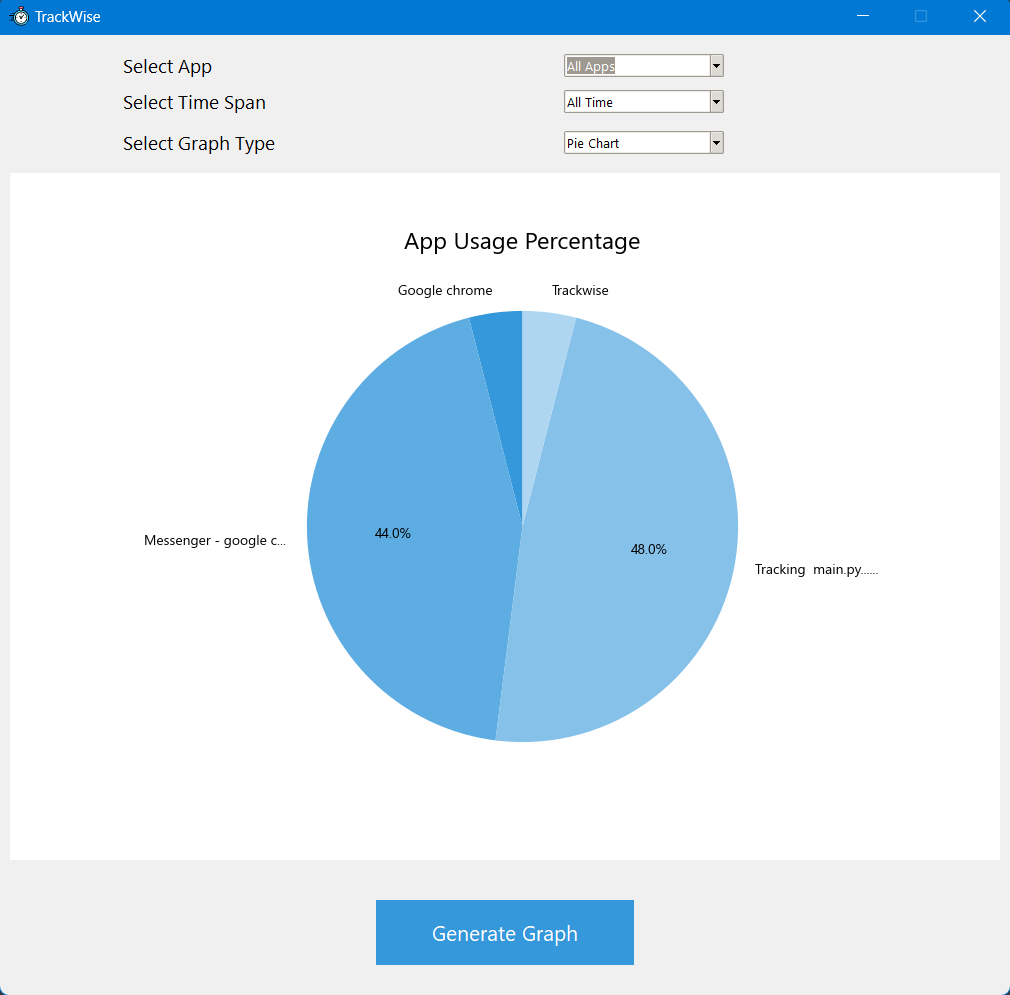 TrackWise
Select App All Apps
Select Time Span All Time
Select Graph Type Pie Chart
App Usage Percentage
Google chrome Trackwise
44.0%
Messenger - google c...
48.0%
Tracking  main.py......
Generate Graph